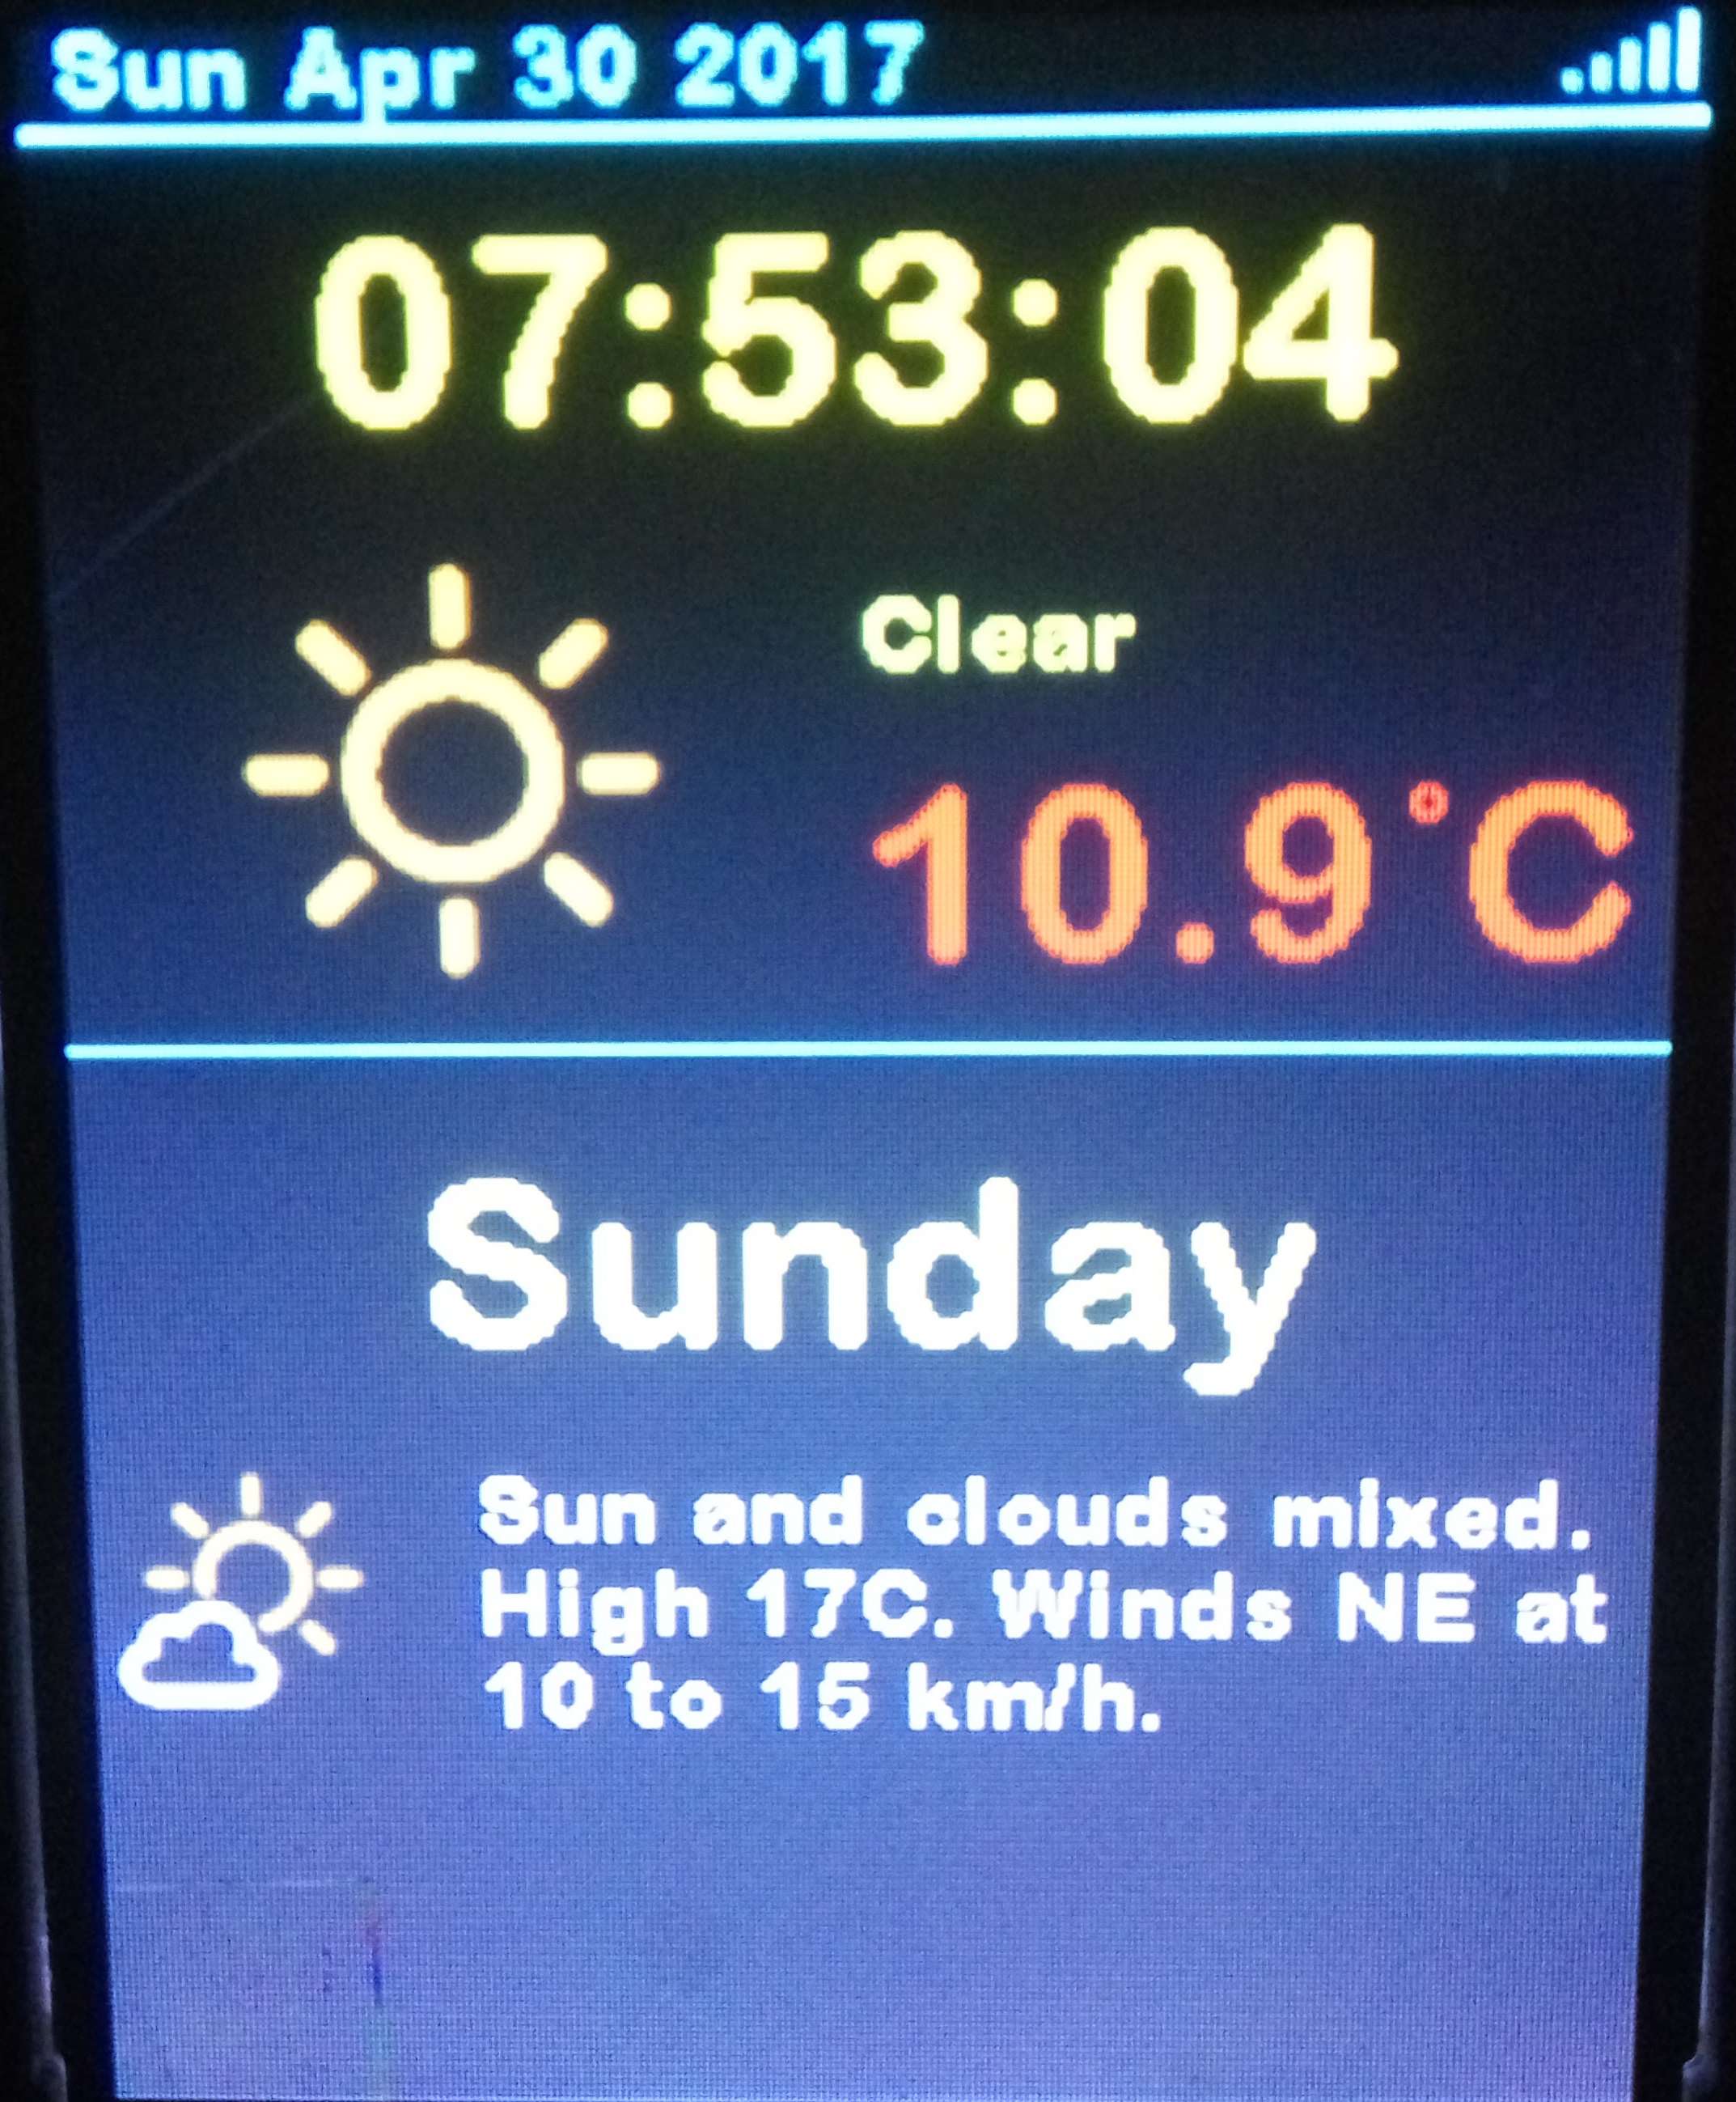 Sun Apr 30 2017
07:53:04
Clear
10.9°C
Sunday
Sun and clouds mixed.
High 17C. Winds NE at
10 to 15 km/h.